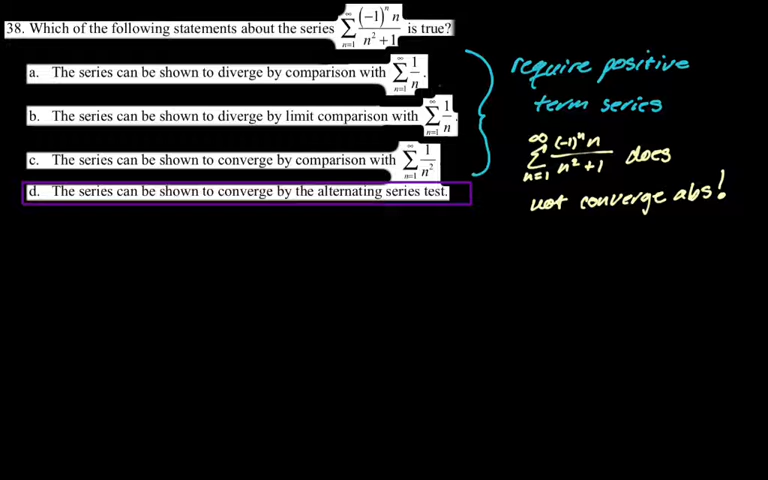 38. Which of the following statements about the series ∑_{n=1}^{∞} (-1)^n n / (n^2 + 1) is true?
a. The series can be shown to diverge by comparison with ∑_{n=1}^{∞} 1/n.
b. The series can be shown to diverge by limit comparison with ∑_{n=1}^{∞} 1/n.
c. The series can be shown to converge by comparison with ∑_{n=1}^{∞} 1/n^2
d. The series can be shown to converge by the alternating series test.
require positive
term series
∑_{n=1}^{∞} (-1)^n n / (n^2 + 1) does
not converge abs!